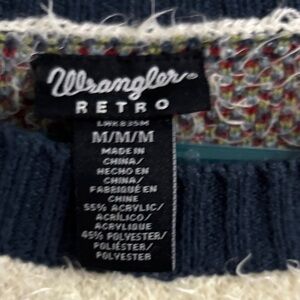 Wrangler®
RETRO
LHK835M
M/M/M
MADE IN
CHINA/
HECHO EN
CHINA/
FABRIQUÉ EN
CHINE
55% ACRYLIC/
ACRÍLICO/
ACRYLIQUE
45% POLYESTER/
POLIÉSTER/
POLYESTER